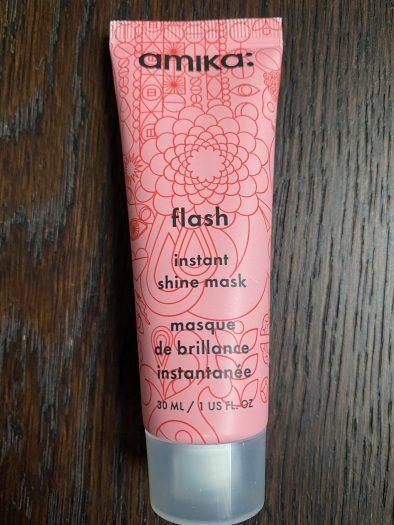 amika:
flash
instant
shine mask
masque
de brillance
instantanée
30 ML / 1 US FL. OZ